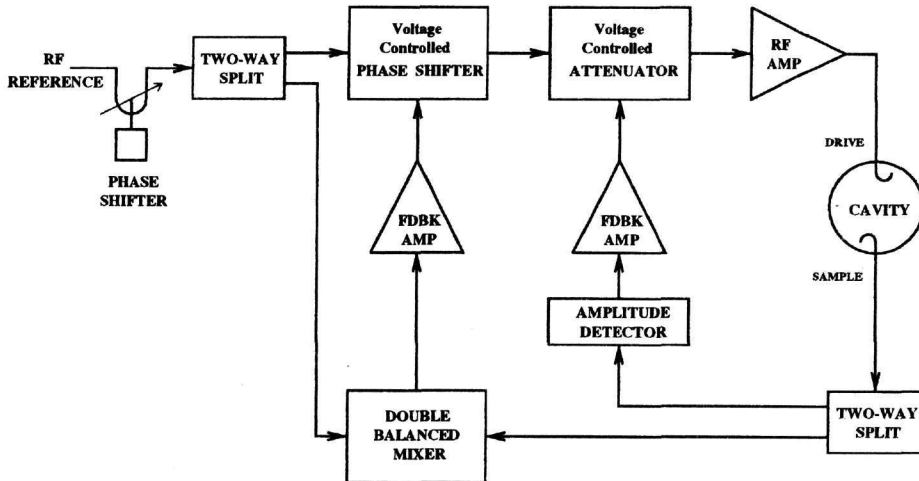 RF
REFERENCE
PHASE
SHIFTER
TWO-WAY
SPLIT
Voltage
Controlled
PHASE SHIFTER
Voltage
Controlled
ATTENUATOR
RF
AMP
DRIVE
CAVITY
SAMPLE
FDBK
AMP
FDBK
AMP
AMPLITUDE
DETECTOR
DOUBLE
BALANCED
MIXER
TWO-WAY
SPLIT